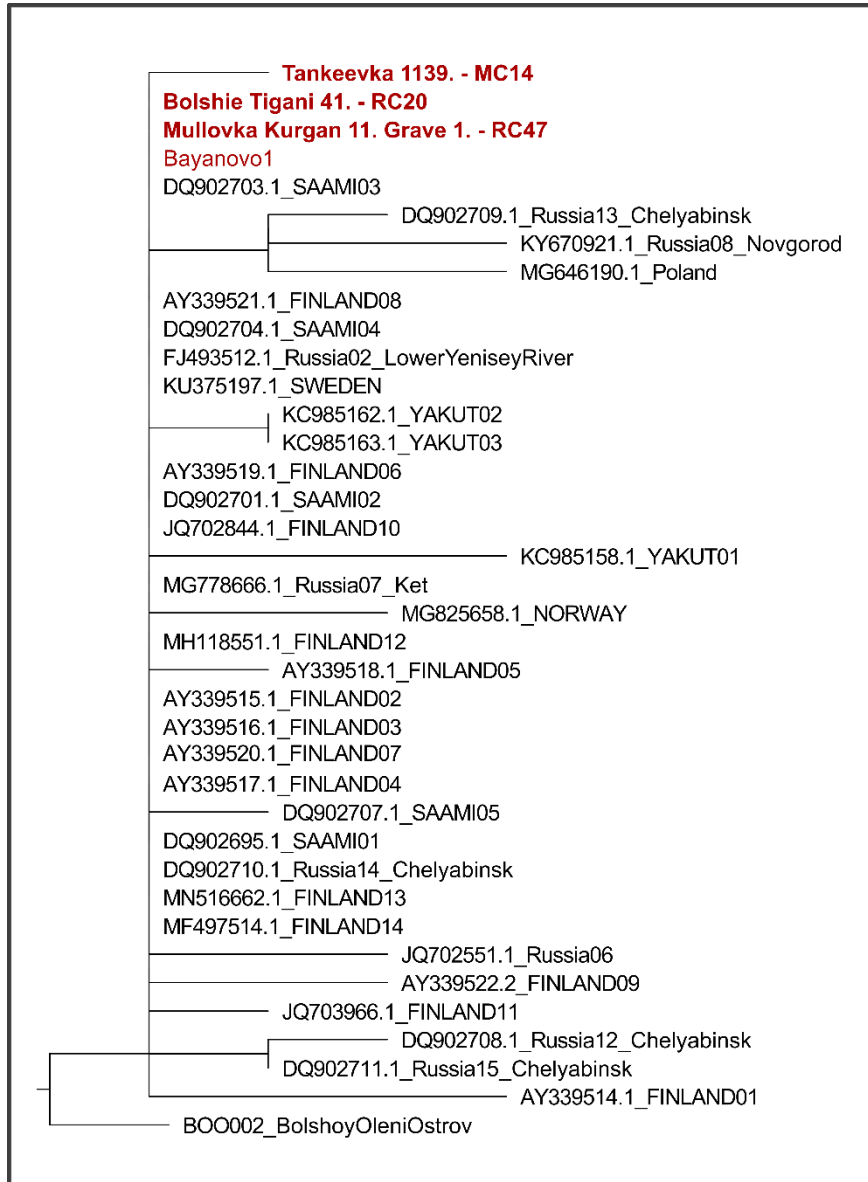 Tankeevka 1139. - MC14
Bolshie Tigani 41. - RC20
Mullovka Kurgan 11. Grave 1. - RC47
Bayanovo1
DQ902703.1_SAAMI03
DQ902709.1_Russia13_Chelyabinsk
KY670921.1_Russia08_Novgorod
MG646190.1_Poland
AY339521.1_FINLAND08
DQ902704.1_SAAMI04
FJ493512.1_Russia02_LowerYeniseyRiver
KU375197.1_SWEDEN
KC985162.1_YAKUT02
KC985163.1_YAKUT03
AY339519.1_FINLAND06
DQ902701.1_SAAMI02
JQ702844.1_FINLAND10
KC985158.1_YAKUT01
MG778666.1_Russia07_Ket
MG825658.1_NORWAY
MH118551.1_FINLAND12
AY339518.1_FINLAND05
AY339515.1_FINLAND02
AY339516.1_FINLAND03
AY339520.1_FINLAND07
AY339517.1_FINLAND04
DQ902707.1_SAAMI05
DQ902695.1_SAAMI01
DQ902710.1_Russia14_Chelyabinsk
MN516662.1_FINLAND13
MF497514.1_FINLAND14
JQ702551.1_Russia06
AY339522.2_FINLAND09
JQ703966.1_FINLAND11
DQ902708.1_Russia12_Chelyabinsk
DQ902711.1_Russia15_Chelyabinsk
AY339514.1_FINLAND01
BOO002_BolshoyOleniOstrov